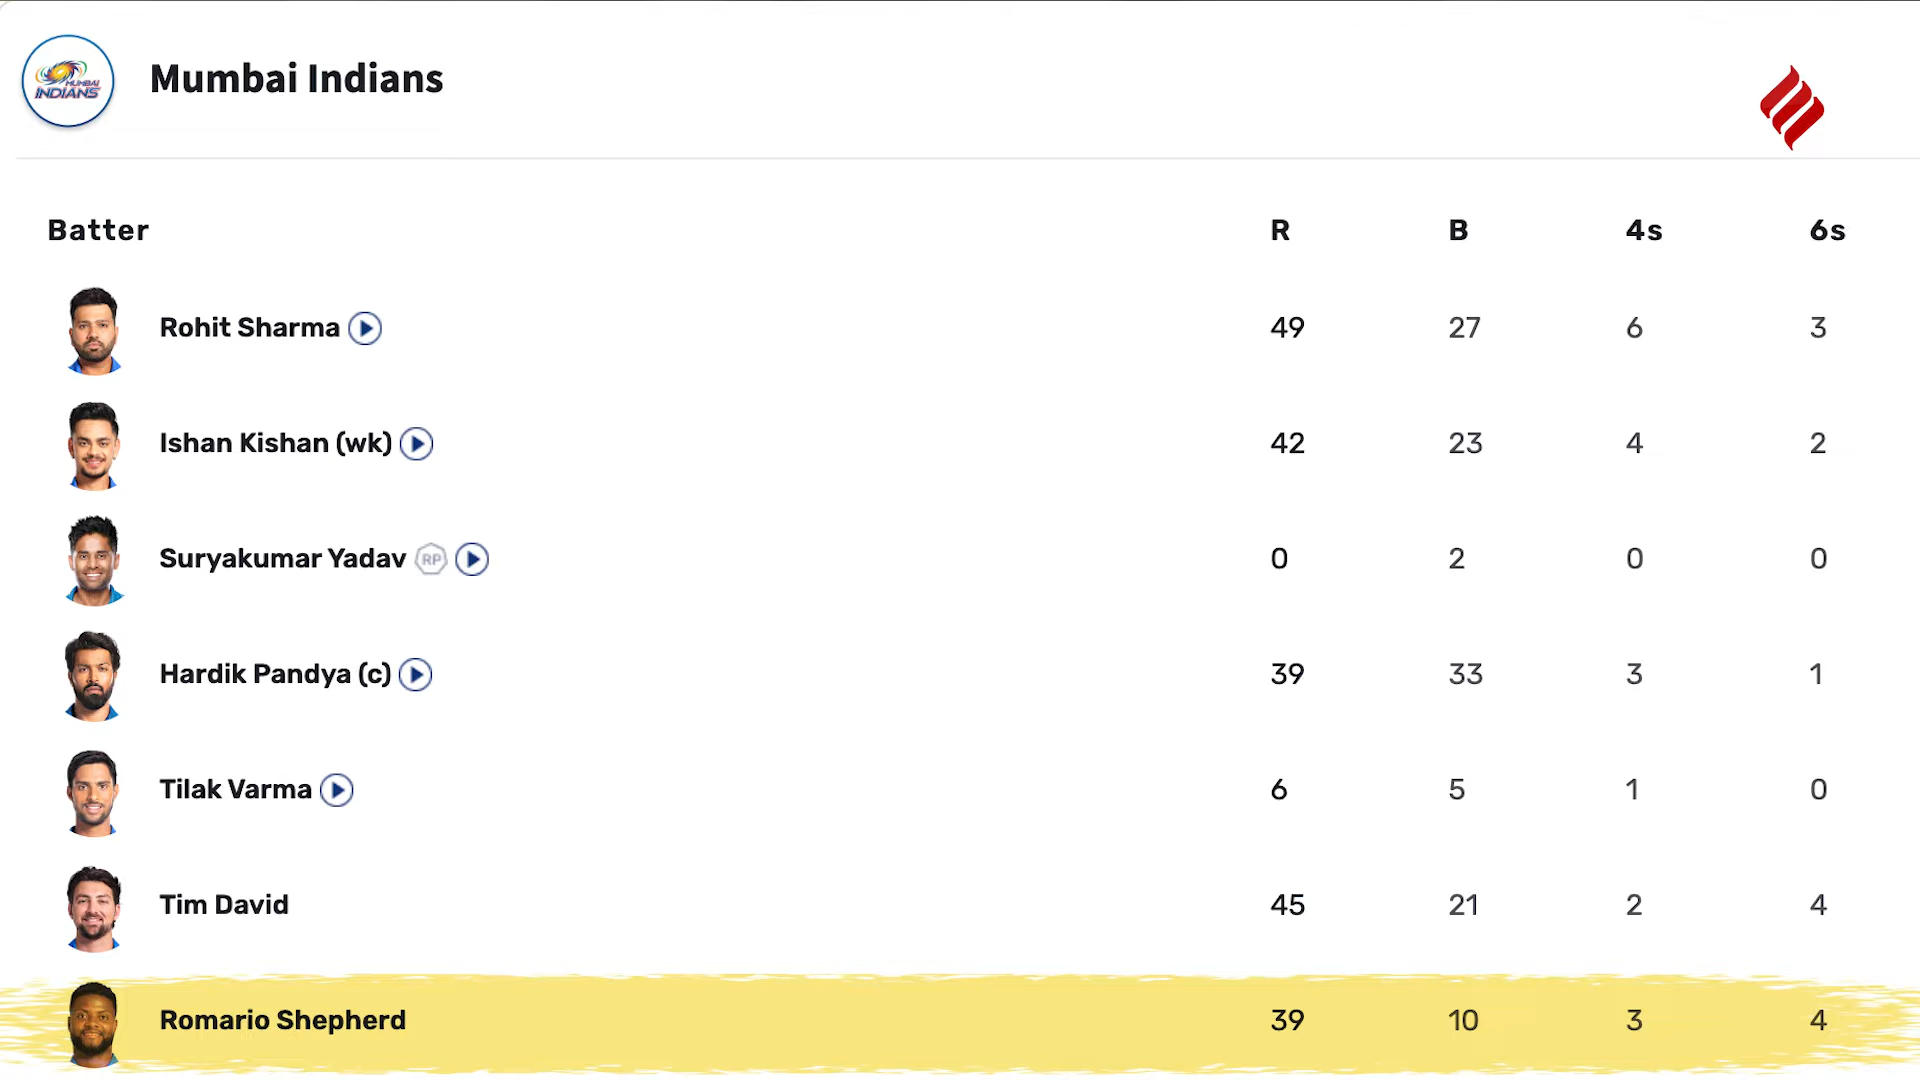 MUMBAI
INDIANS
Mumbai Indians
Batter R B 4s 6s
Rohit Sharma 49 27 6 3
Ishan Kishan (wk) 42 23 4 2
Suryakumar Yadav RP 0 2 0 0
Hardik Pandya (c) 39 33 3 1
Tilak Varma 6 5 1 0
Tim David 45 21 2 4
Romario Shepherd 39 10 3 4